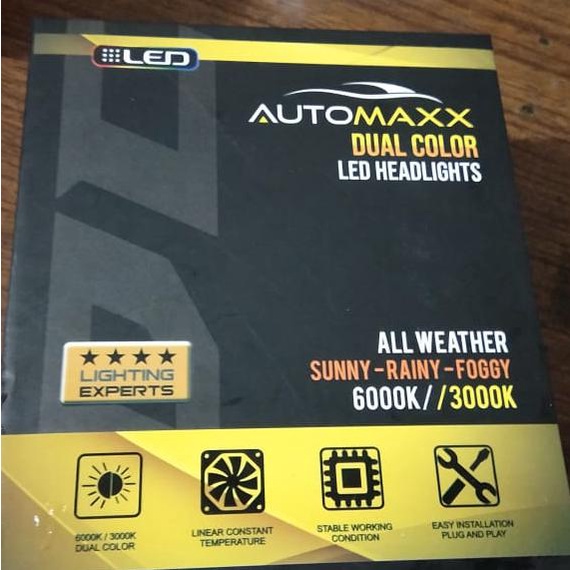 LED
AUTOMAXX
DUAL COLOR
LED HEADLIGHTS
ALL WEATHER
SUNNY - RAINY - FOGGY
6000K//3000K
LIGHTING
EXPERTS
6000K / 3000K
DUAL COLOR
LINEAR CONSTANT
TEMPERATURE
STABLE WORKING
CONDITION
EASY INSTALLATION
PLUG AND PLAY